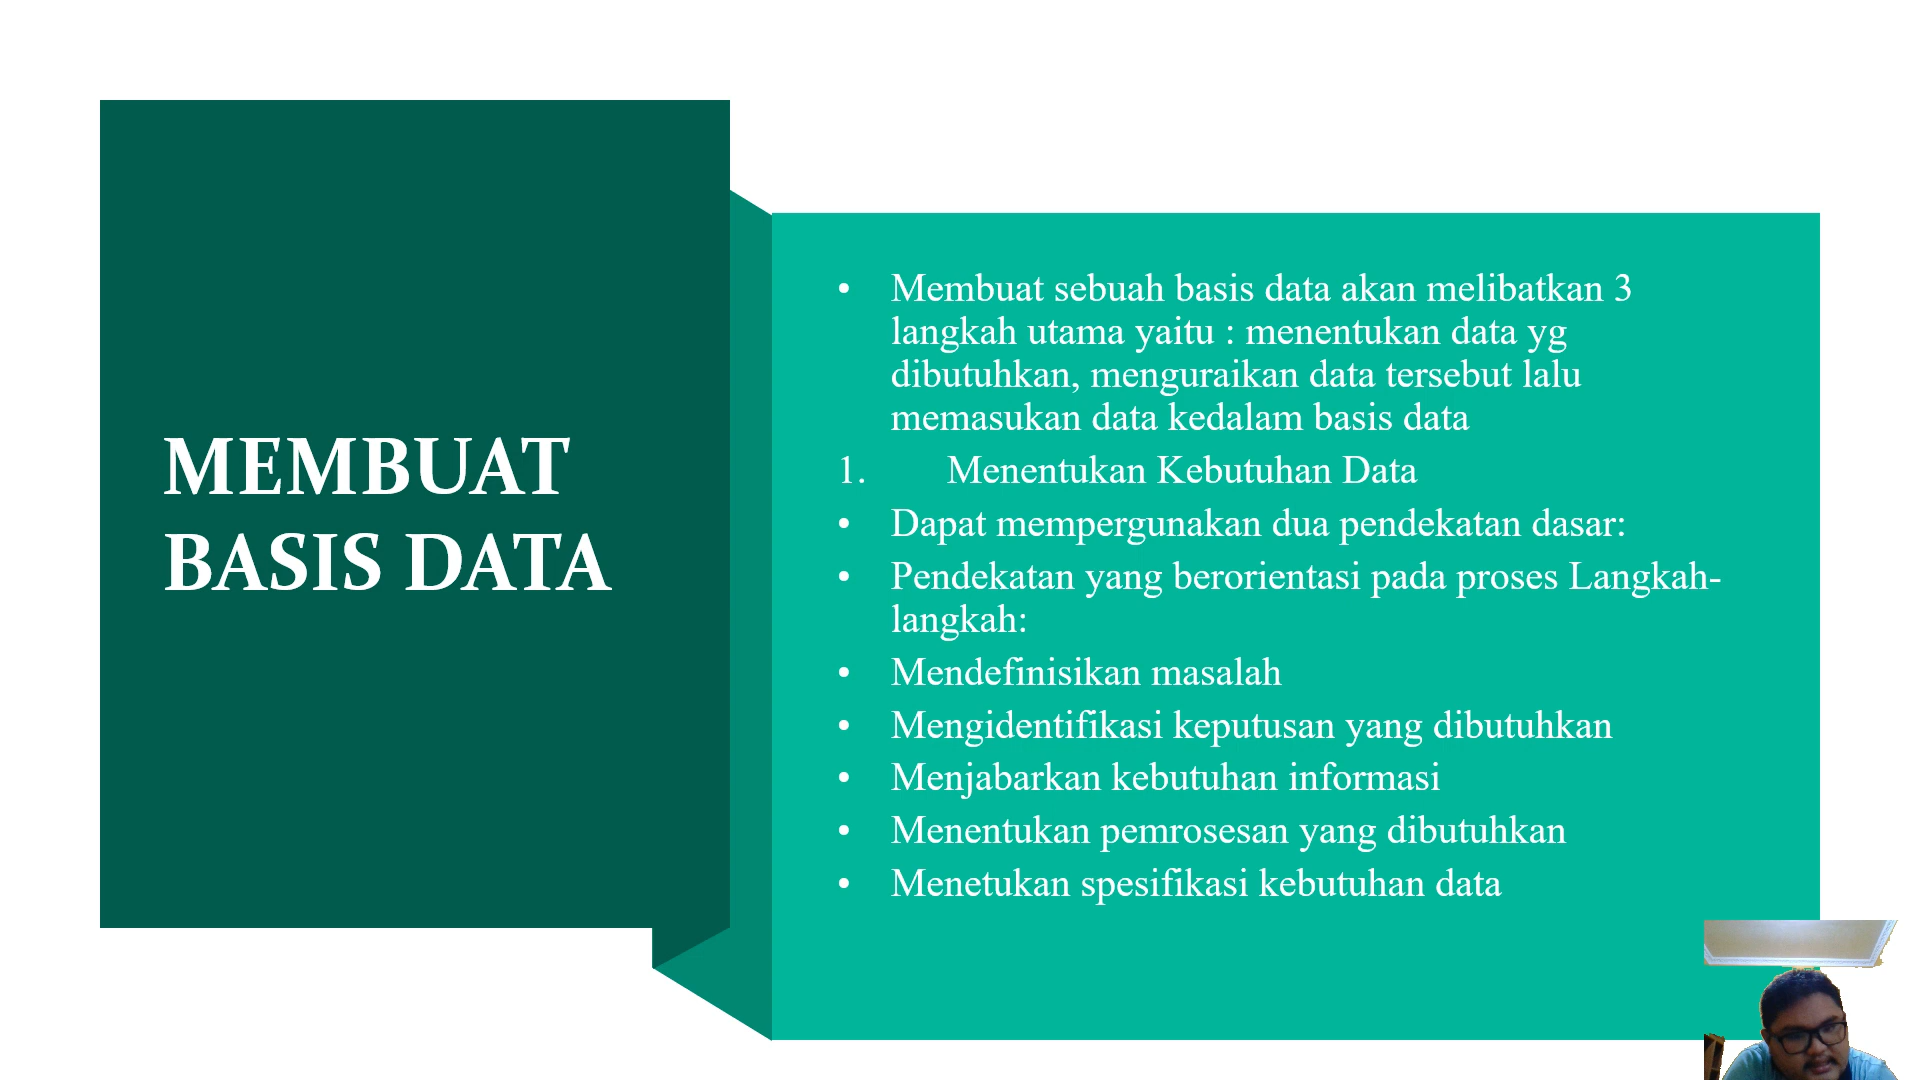 MEMBUAT
BASIS DATA
• Membuat sebuah basis data akan melibatkan 3
langkah utama yaitu : menentukan data yg
dibutuhkan, menguraikan data tersebut lalu
memasukan data kedalam basis data
1. Menentukan Kebutuhan Data
• Dapat mempergunakan dua pendekatan dasar:
• Pendekatan yang berorientasi pada proses Langkah-
langkah:
• Mendefinisikan masalah
• Mengidentifikasi keputusan yang dibutuhkan
• Menjabarkan kebutuhan informasi
• Menentukan pemrosesan yang dibutuhkan
• Menetukan spesifikasi kebutuhan data